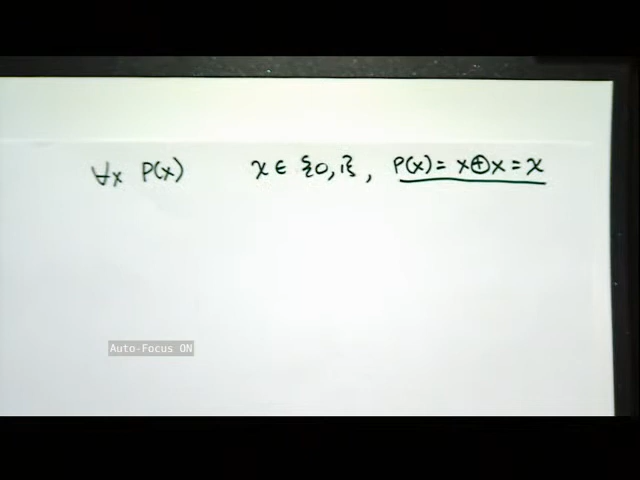 ∀x P(x) x ∈ {0,1}, P(x) = x⊕x = x
Auto-Focus ON